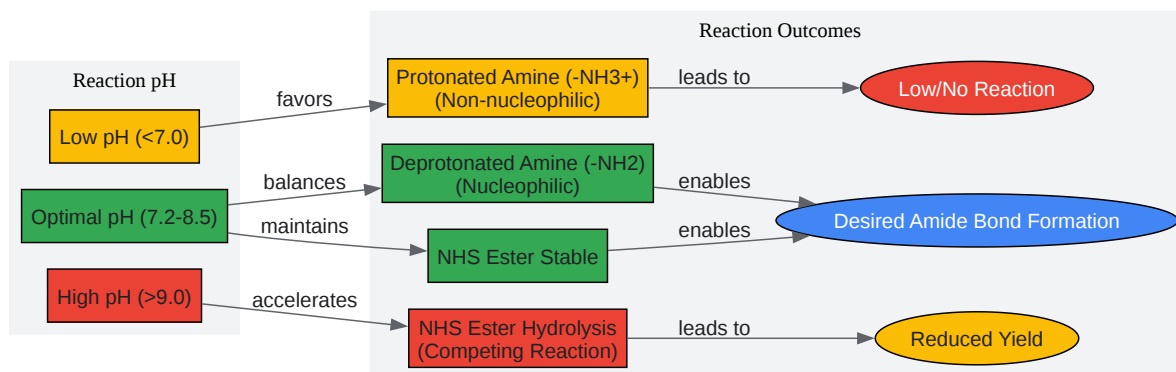 Reaction Outcomes
Reaction pH
Protonated Amine (-NH3+)
(Non-nucleophilic)
leads to
Low/No Reaction
favors
Low pH (<7.0)
Deprotonated Amine (-NH2)
(Nucleophilic)
balances
enables
Optimal pH (7.2-8.5)
maintains
Desired Amide Bond Formation
NHS Ester Stable
enables
High pH (>9.0)
accelerates
NHS Ester Hydrolysis
(Competing Reaction)
leads to
Reduced Yield